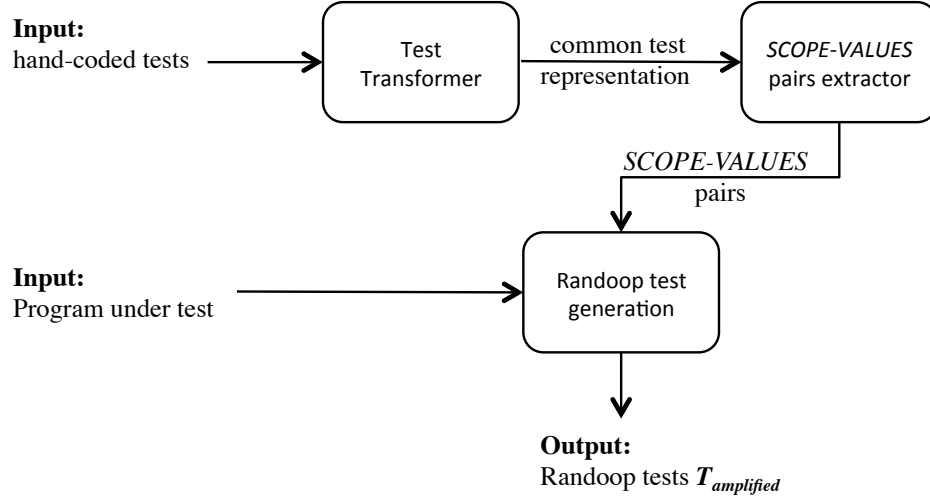 Input:
hand-coded tests
Test
Transformer
common test
representation
SCOPE-VALUES
pairs extractor
SCOPE-VALUES
pairs
Input:
Program under test
Randoop test
generation
Output:
Randoop tests T_amplified